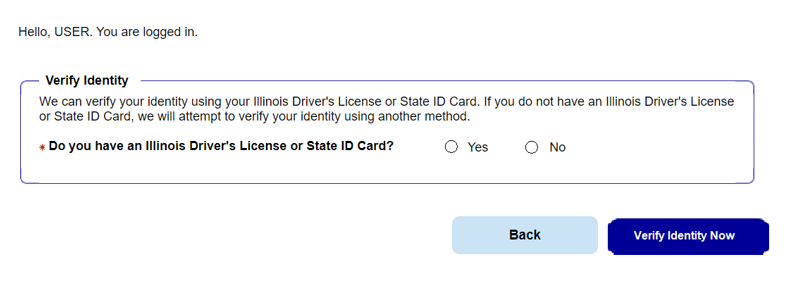 Hello, USER. You are logged in.
Verify Identity
We can verify your identity using your Illinois Driver's License or State ID Card. If you do not have an Illinois Driver's License
or State ID Card, we will attempt to verify your identity using another method.
* Do you have an Illinois Driver's License or State ID Card? Yes No
Back Verify Identity Now